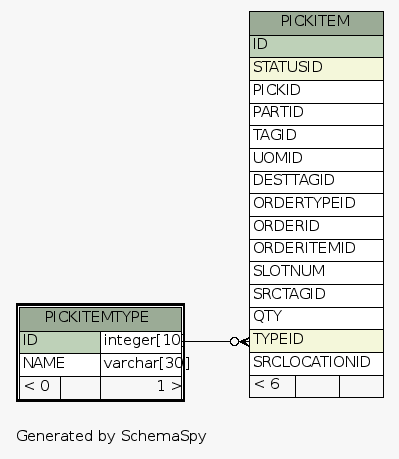 PICKITEM
ID
STATUSID
PICKID
PARTID
TAGID
UOMID
DESTTAGID
ORDERTYPEID
ORDERID
ORDERITEMID
SLOTNUM
SRCTAGID
QTY
TYPEID
SRCLOCATIONID
< 6
PICKITEMTYPE
ID integer[10
NAME varchar[30]
< 0 1 >
Generated by SchemaSpy